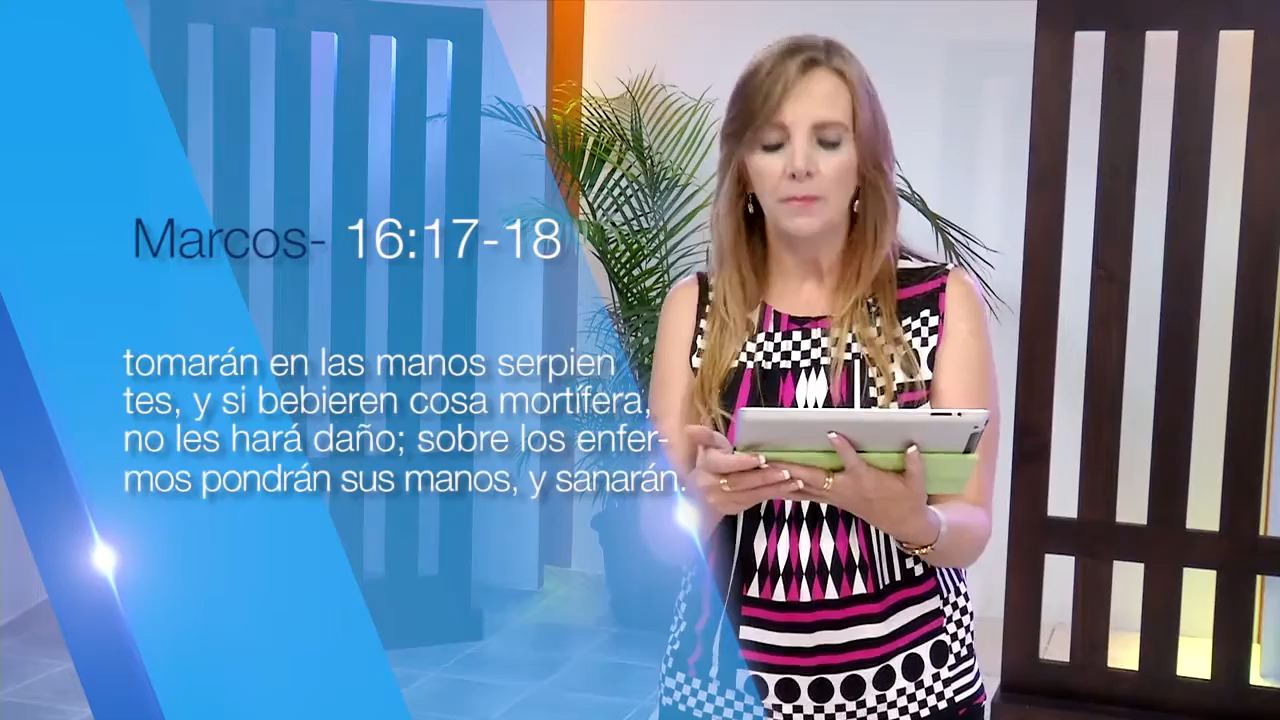 Marcos- 16:17-18
tomarán en las manos serpien
tes, y si bebieren cosa mortífera,
no les hará daño; sobre los enfer-
mos pondrán sus manos, y sanarán.